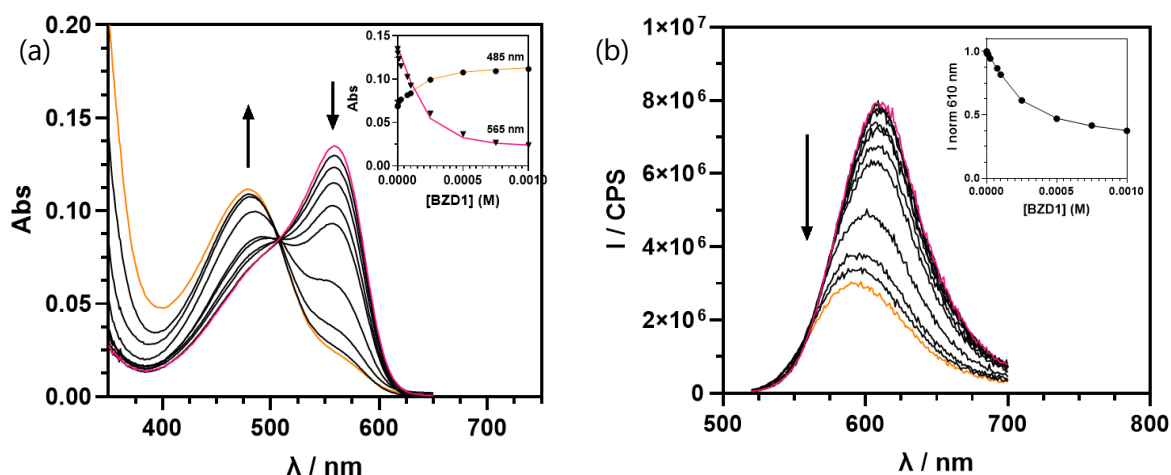 (a)
Abs
0.20
0.15
0.10
0.05
0.00
400
500
600
700
λ / nm
Abs
0.15
0.10
0.05
0.00
485 nm
565 nm
0.0000
0.0005
0.0010
[BZD1] (M)
(b)
I / CPS
1×10⁷
8×10⁶
6×10⁶
4×10⁶
2×10⁶
0
500
600
700
800
λ / nm
I norm 610 nm
1.0
0.5
0.0
0.0000
0.0005
0.0010
[BZD1] (M)